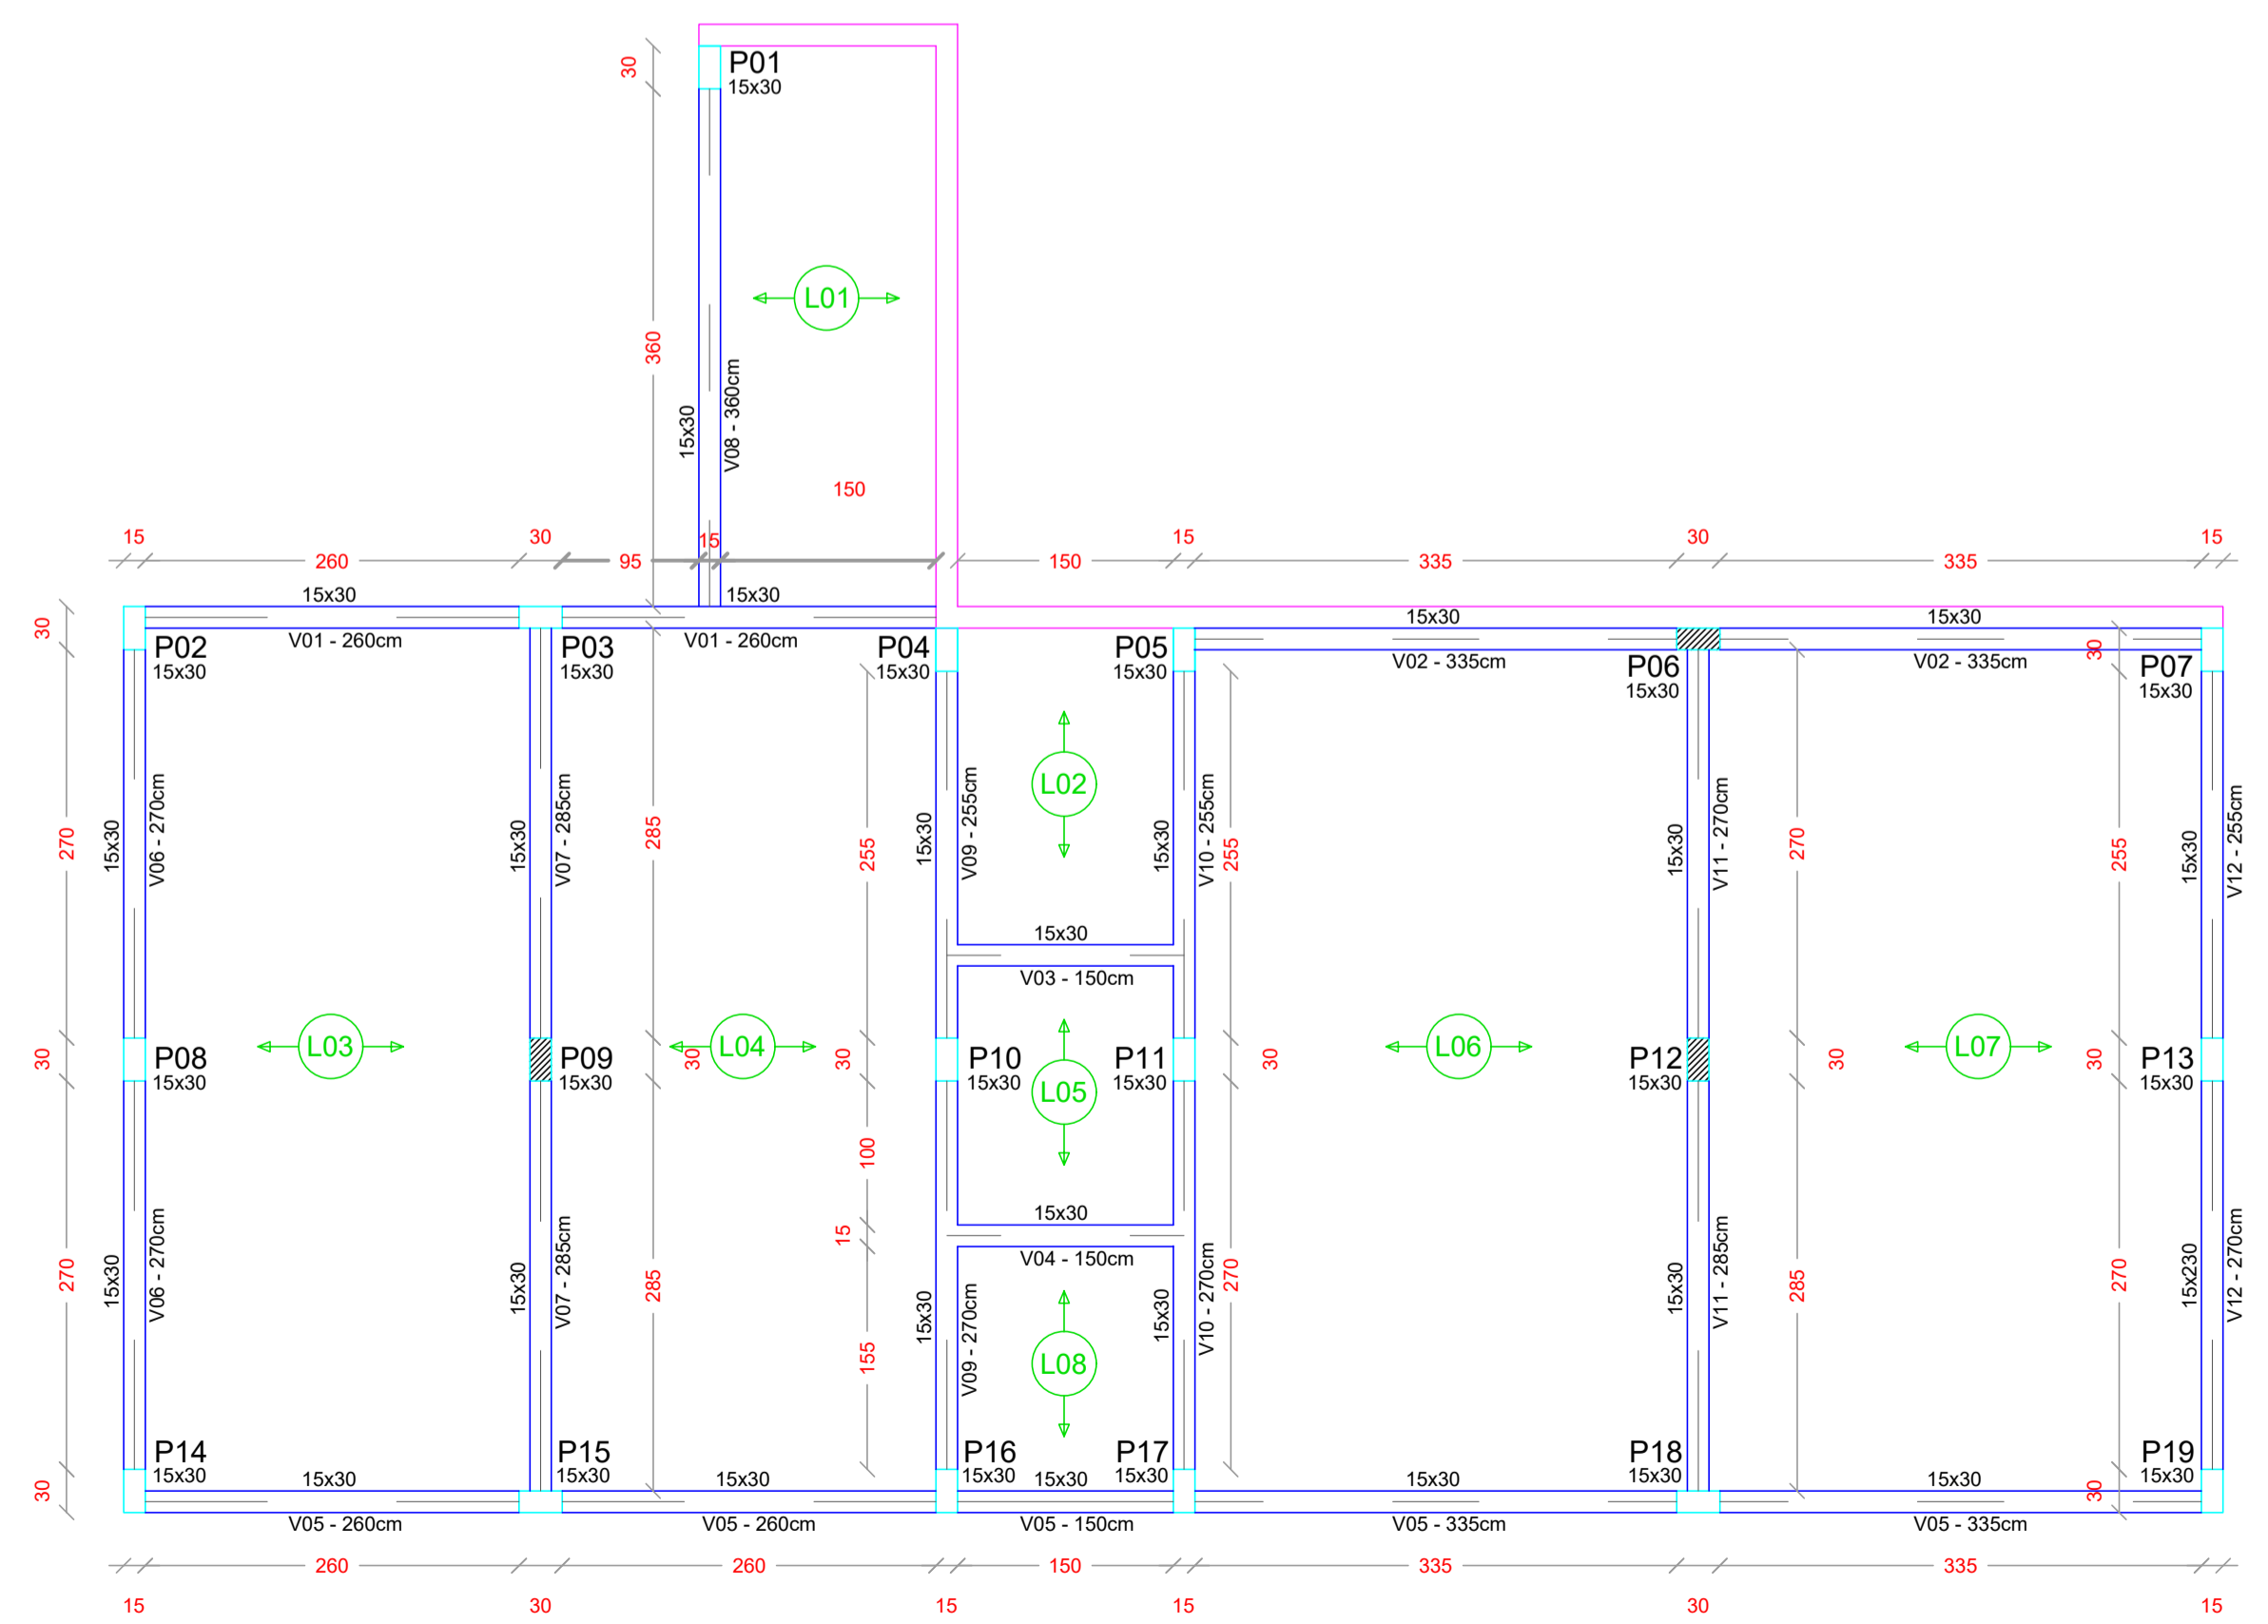 30
P01
15x30
L01
360
15x30
V08 - 360cm
150
15
260
30
95
15
150
15
335
30
335
15
15x30
15x30
15x30
15x30
30
V01 - 260cm
V01 - 260cm
V02 - 335cm
V02 - 335cm
30
P02
15x30
P03
15x30
P04
15x30
P05
15x30
P06
15x30
P07
15x30
270
15x30
V06 - 270cm
15x30
V07 - 285cm
285
255
15x30
V09 - 255cm
L02
15x30
V10 - 255cm
255
15x30
V11 - 270cm
270
255
15x30
V12 - 255cm
15x30
V03 - 150cm
30
P08
15x30
L03
P09
15x30
30
L04
30
P10
15x30
L05
P11
15x30
30
L06
P12
15x30
30
L07
30
P13
15x30
100
15
15x30
V04 - 150cm
270
15x30
V06 - 270cm
15x30
V07 - 285cm
285
155
15x30
V09 - 270cm
L08
15x30
V10 - 270cm
270
15x30
V11 - 285cm
285
270
15x230
V12 - 270cm
30
P14
15x30
P15
15x30
P16
15x30
P17
15x30
P18
15x30
P19
15x30
30
15x30
15x30
15x30
15x30
15x30
V05 - 260cm
V05 - 260cm
V05 - 150cm
V05 - 335cm
V05 - 335cm
260
260
150
335
335
15
30
15
15
30
15